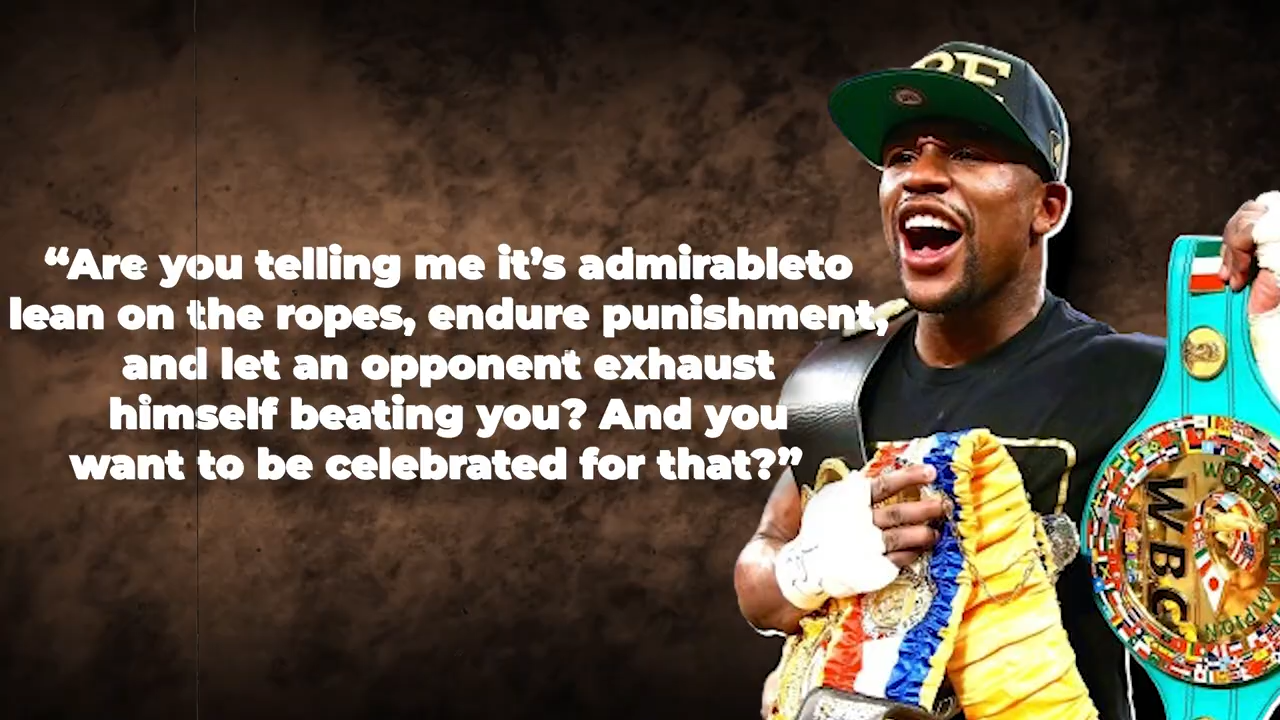 “Are you telling me it’s admirableto
lean on the ropes, endure punishment,
and let an opponent exhaust
himself beating you? And you
want to be celebrated for that?”
WORLD
WBC